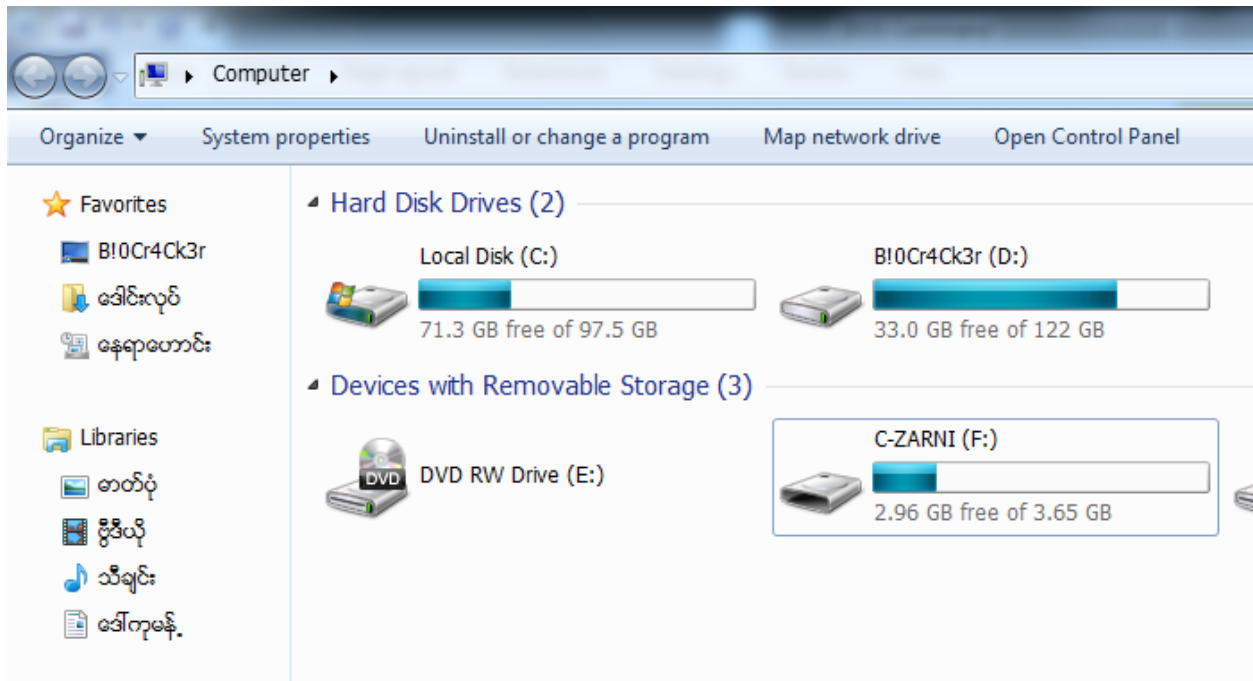 Computer
Organize System properties Uninstall or change a program Map network drive Open Control Panel
Favorites
B!0Cr4Ck3r
ဒေါင်းလုပ်
နေရာဟောင်း
Libraries
ဓာတ်ပုံ
ဗွီဒီယို
သီချင်း
ဒေါ်ကုမန့်
Hard Disk Drives (2)
Local Disk (C:)
71.3 GB free of 97.5 GB
B!0Cr4Ck3r (D:)
33.0 GB free of 122 GB
Devices with Removable Storage (3)
DVD
DVD RW Drive (E:)
C-ZARNI (F:)
2.96 GB free of 3.65 GB